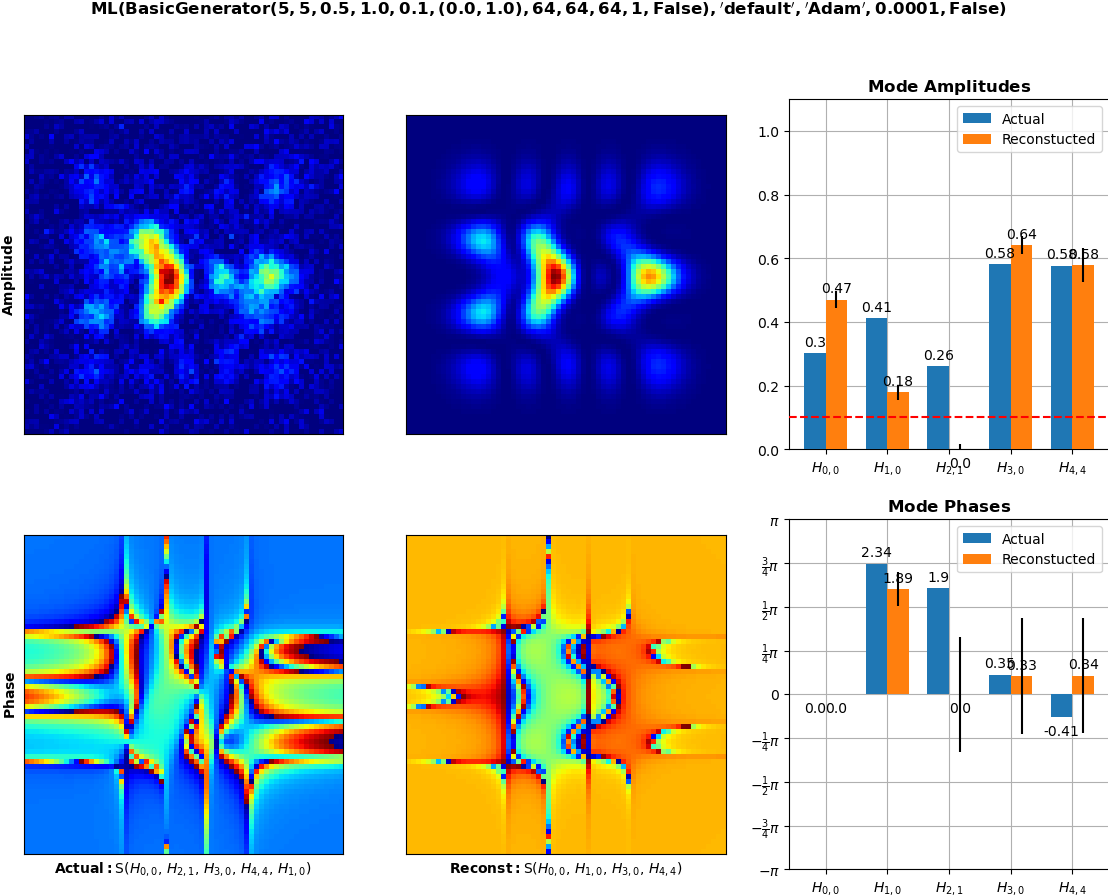 ML(BasicGenerator(5, 5, 0.5, 1.0, 0.1, (0.0, 1.0), 64, 64, 64, 1, False), 'default', 'Adam', 0.0001, False)
Amplitude
Mode Amplitudes
Actual
Reconstucted
1.0
0.8
0.6
0.4
0.2
0.0
0.3
0.47
0.41
0.18
0.26
0.0
0.58
0.64
0.58
0.58
H0,0
H1,0
H2,1
H3,0
H4,4
Phase
Actual: S(H0,0, H2,1, H3,0, H4,4, H1,0)
Reconst: S(H0,0, H1,0, H3,0, H4,4)
Mode Phases
Actual
Reconstucted
π
3/4π
1/2π
1/4π
0
−1/4π
−1/2π
−3/4π
−π
0.0
0.0
2.34
1.89
1.9
0.0
0.35
0.33
-0.41
0.34
H0,0
H1,0
H2,1
H3,0
H4,4